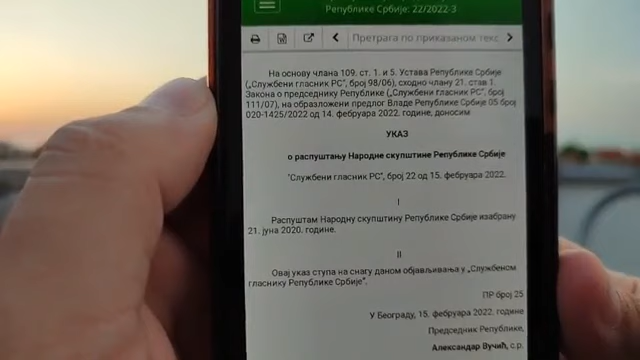 Републике Србије: 22/2022-3
Претрага по приказаном текс
На основу члана 109. ст. 1. и 5. Устава Републике Србије
(„Службени гласник РС", број 98/06), сходно члану 21. став 1.
Закона о председнику Републике („Службени гласник РС", број
111/07), на образложени предлог Владе Републике Србије 05 број
020-1425/2022 од 14. фебруара 2022. године, доносим
УКАЗ
о распуштању Народне скупштине Републике Србије
"Службени гласник РС", број 22 од 15. фебруара 2022.
I
Распуштам Народну скупштину Републике Србије изабрану
21. јуна 2020. године.
II
Овај указ ступа на снагу даном објављивања у „Службеном
гласнику Републике Србије".
ПР број 25
У Београду, 15. фебруара 2022. године
Председник Републике,
Александар Вучић, с.р.